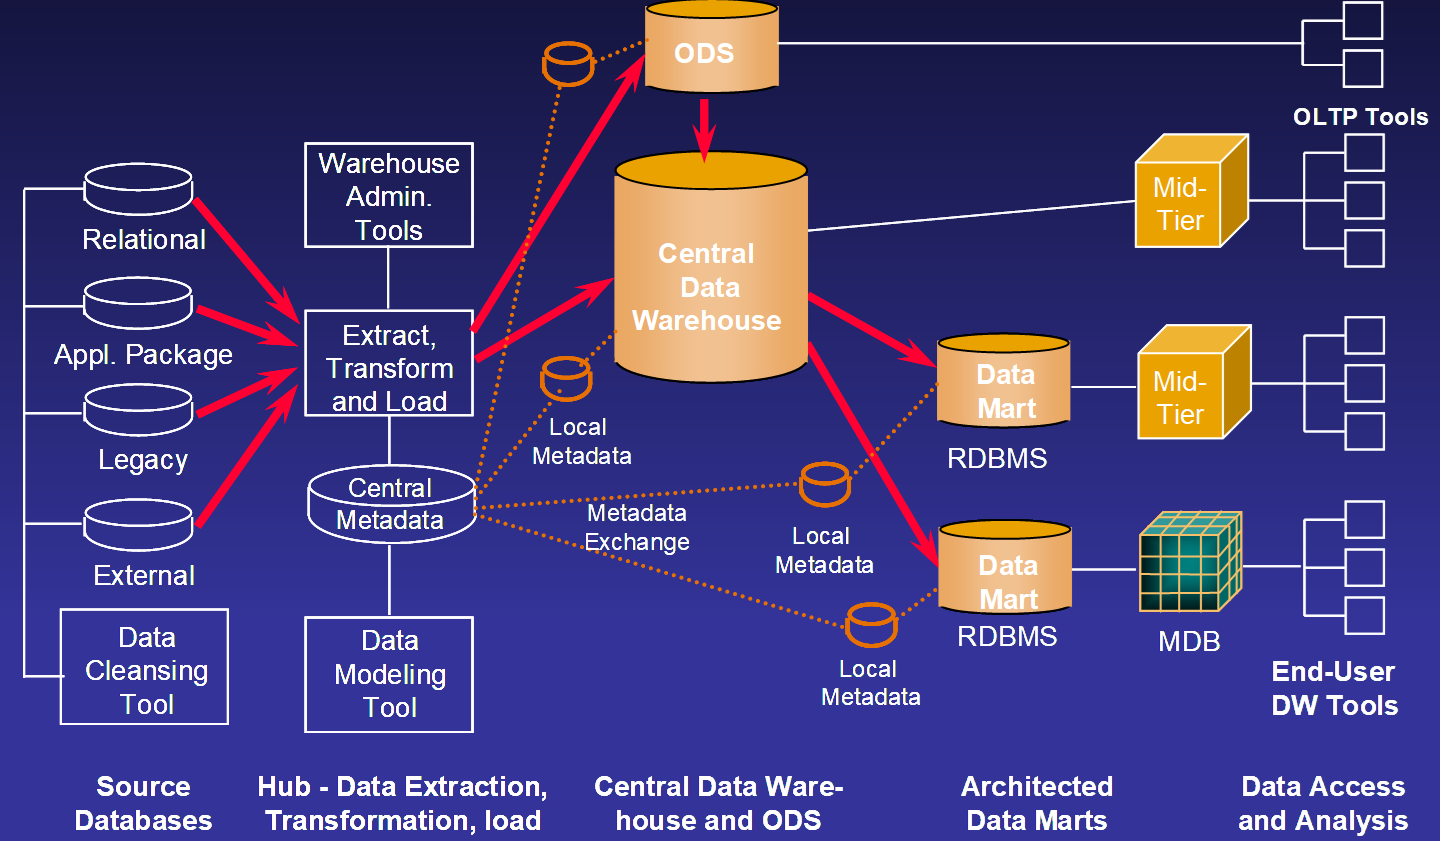 ODS
OLTP Tools
Warehouse
Admin.
Tools
Mid-
Tier
Relational
Central
Data
Warehouse
Extract,
Transform
and Load
Appl. Package
Data
Mart
RDBMS
Mid-
Tier
Local
Metadata
Legacy
Central
Metadata
Metadata
Exchange
Local
Metadata
External
Data
Mart
RDBMS
MDB
Data
Cleansing
Tool
Data
Modeling
Tool
Local
Metadata
End-User
DW Tools
Source
Databases
Hub - Data Extraction,
Transformation, load
Central Data Ware-
house and ODS
Architected
Data Marts
Data Access
and Analysis